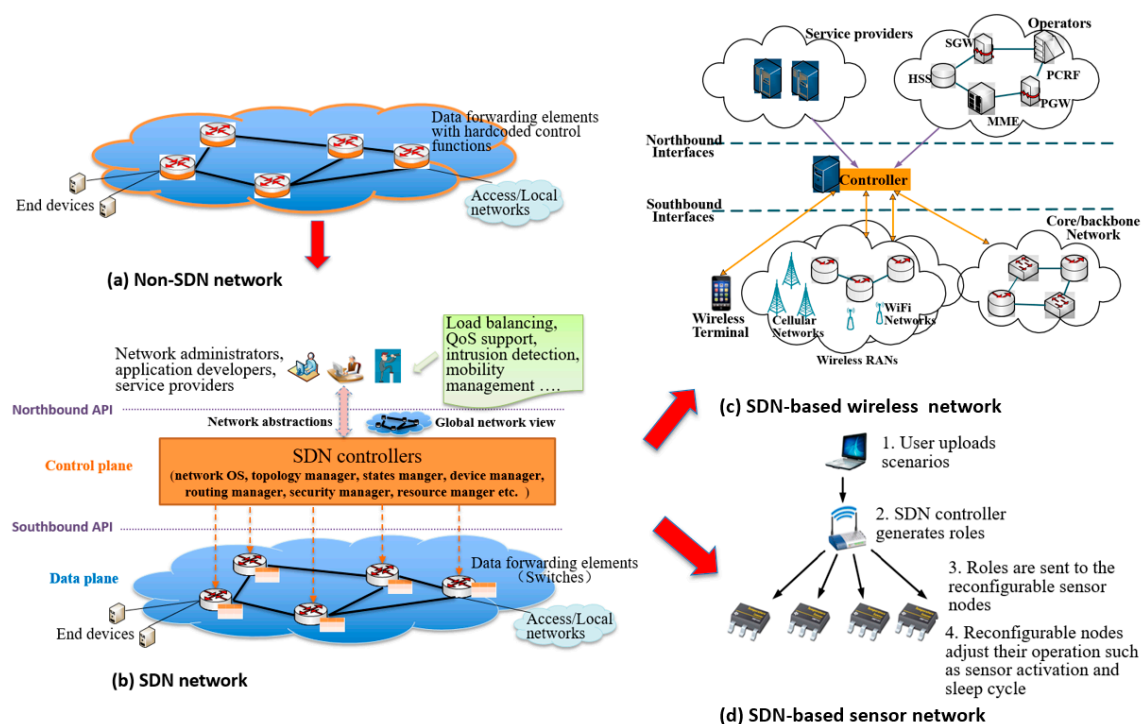 Data forwarding elements
with hardcoded control
functions
End devices
Access/Local
networks
(a) Non-SDN network
Network administrators,
application developers,
service providers
Load balancing,
QoS support,
intrusion detection,
mobility
management ….
Northbound API
Network abstractions
Global network view
Control plane
SDN controllers
(network OS, topology manager, states manger, device manager,
routing manager, security manager, resource manger etc. )
Southbound API
Data plane
Data forwarding elements
(Switches)
End devices
Access/Local
networks
(b) SDN network
Service providers
Operators
SGW
HSS
PCRF
PGW
MME
Northbound
Interfaces
Controller
Southbound
Interfaces
Core/backbone
Network
Wireless
Terminal
Cellular
Networks
WiFi
Networks
Wireless RANs
(c) SDN-based wireless network
1. User uploads
scenarios
2. SDN controller
generates roles
3. Roles are sent to the
reconfigurable sensor
nodes
4. Reconfigurable nodes
adjust their operation such
as sensor activation and
sleep cycle
(d) SDN-based sensor network